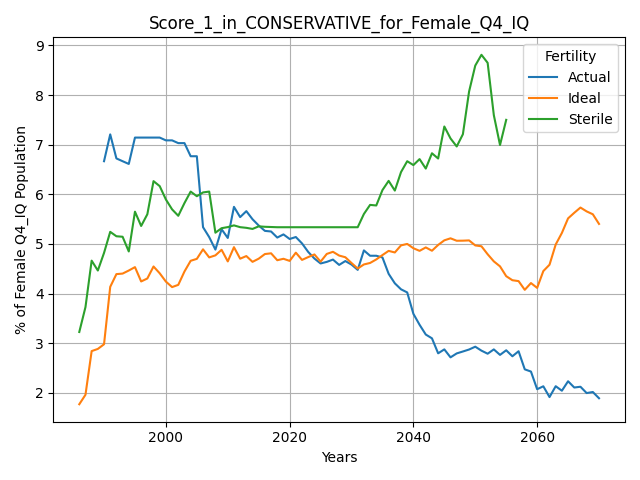 Score_1_in_CONSERVATIVE_for_Female_Q4_IQ
% of Female Q4_IQ Population
9
8
7
6
5
4
3
2
Fertility
Actual
Ideal
Sterile
2000
2020
2040
2060
Years